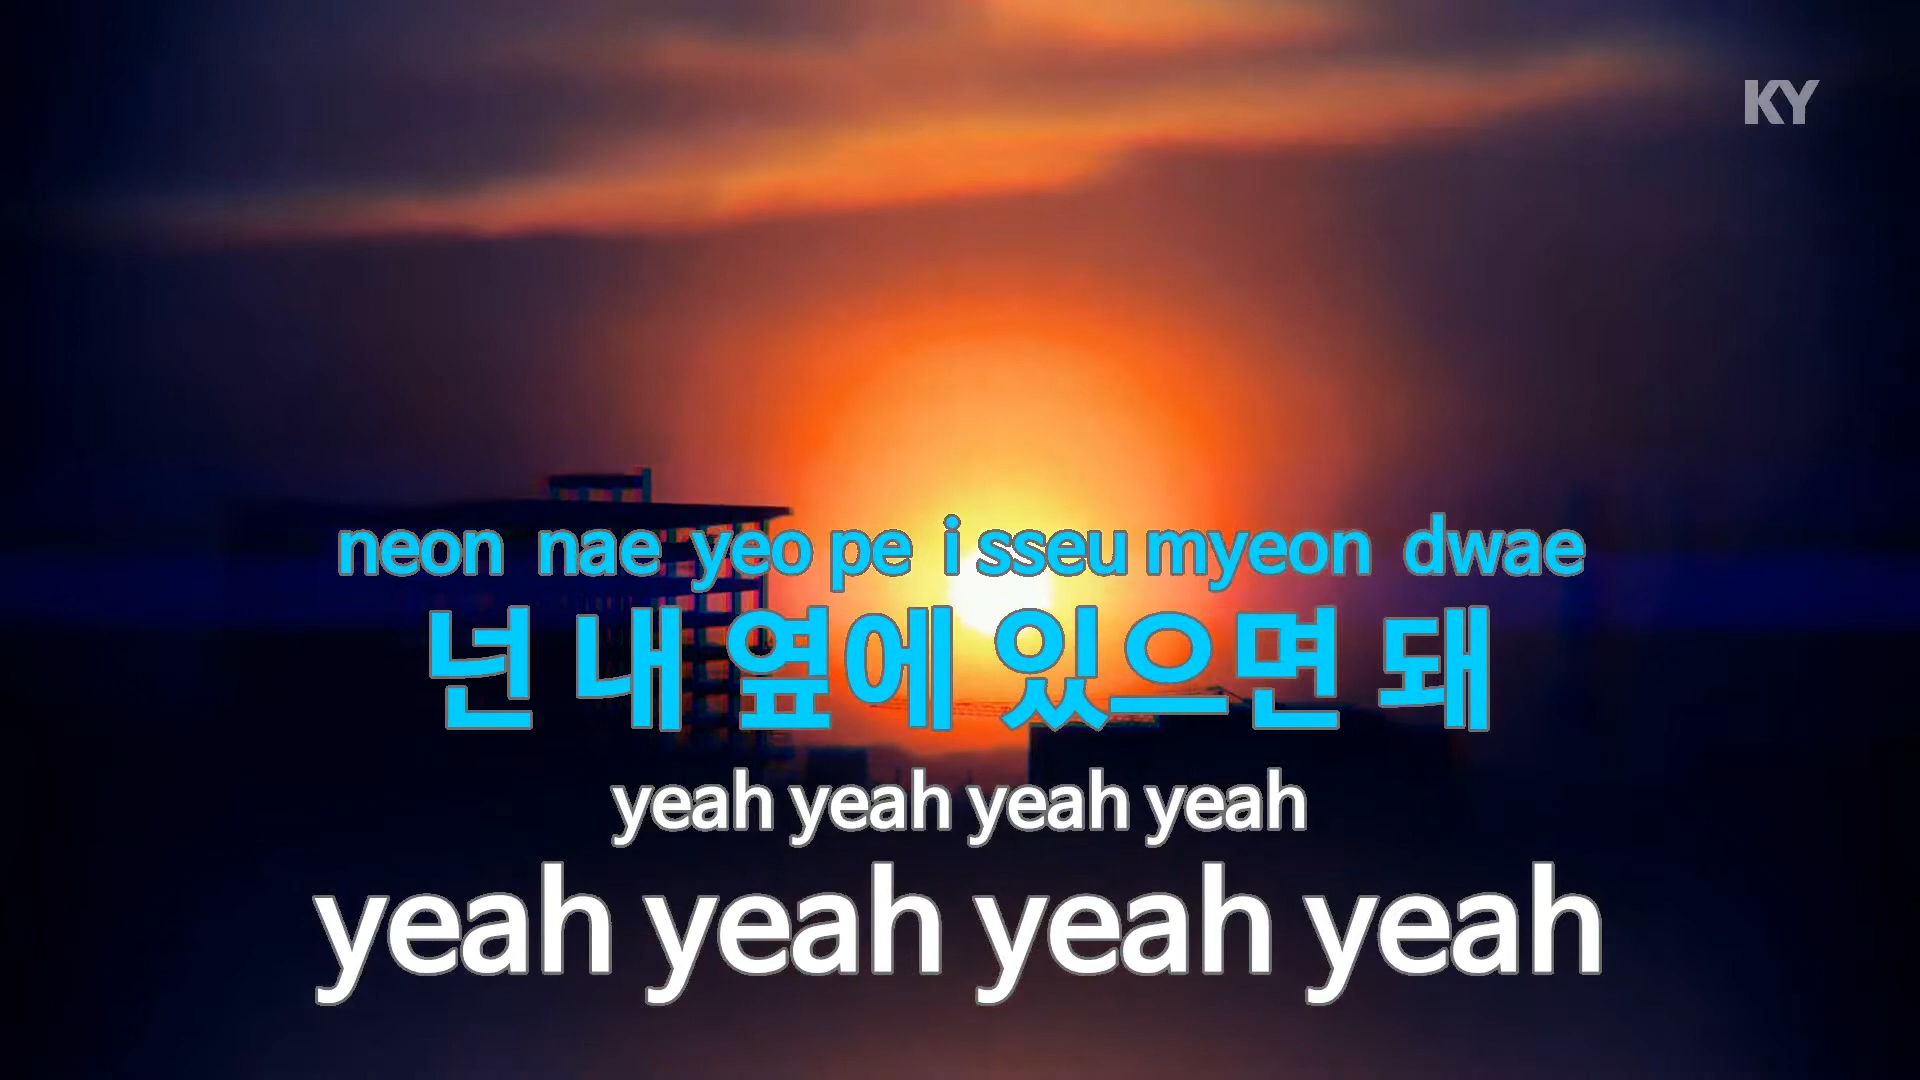 KY
neon nae yeo pe i sseu myeon dwae
넌 내 옆에 있으면 돼
yeah yeah yeah yeah
yeah yeah yeah yeah